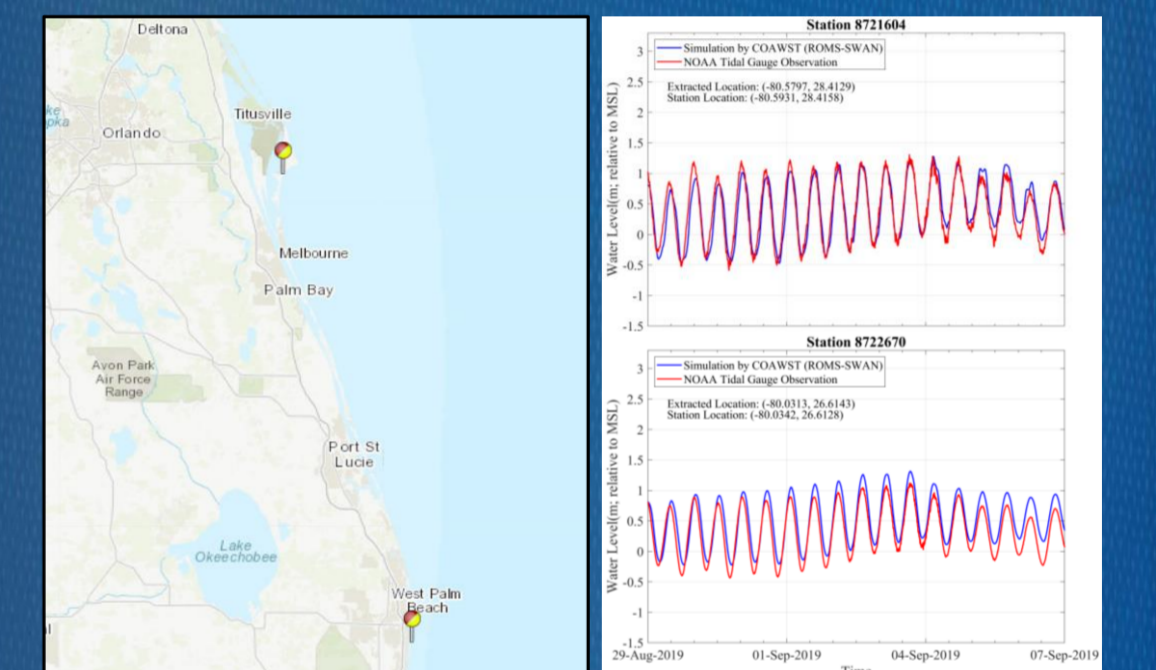 Deltona
Titusville
Orlando
Melbourne
Palm Bay
Avon Park
Air Force
Range
Port St
Lucie
Lake
Okeechobee
West Palm
Beach
Station 8721604
Simulation by COAWST (ROMS-SWAN)
NOAA Tidal Gauge Observation
Extracted Location: (-80.5797, 28.4129)
Station Location: (-80.5931, 28.4158)
Water Level(m; relative to MSL)
3
2.5
2
1.5
1
0.5
0
-0.5
-1
-1.5
Station 8722670
Simulation by COAWST (ROMS-SWAN)
NOAA Tidal Gauge Observation
Extracted Location: (-80.0313, 26.6143)
Station Location: (-80.0342, 26.6128)
Water Level(m; relative to MSL)
3
2.5
2
1.5
1
0.5
0
-0.5
-1
-1.5
29-Aug-2019 01-Sep-2019 04-Sep-2019 07-Sep-2019